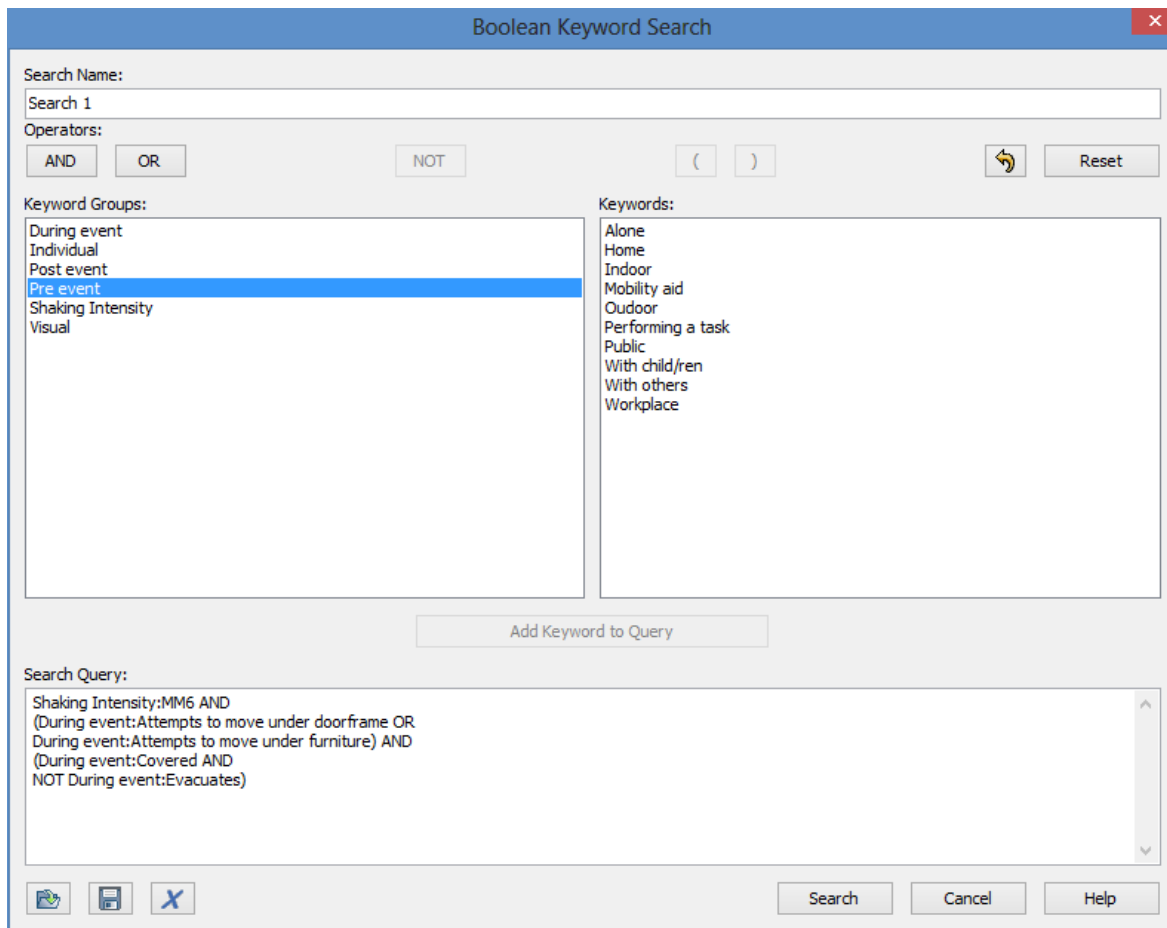 Boolean Keyword Search
Search Name:
Search 1
Operators:
AND OR NOT ( ) Reset
Keyword Groups: Keywords:
During event Alone
Individual Home
Post event Indoor
Pre event Mobility aid
Shaking Intensity Oudoor
Visual Performing a task
Public
With child/ren
With others
Workplace
Add Keyword to Query
Search Query:
Shaking Intensity:MM6 AND
(During event:Attempts to move under doorframe OR
During event:Attempts to move under furniture) AND
(During event:Covered AND
NOT During event:Evacuates)
Search Cancel Help